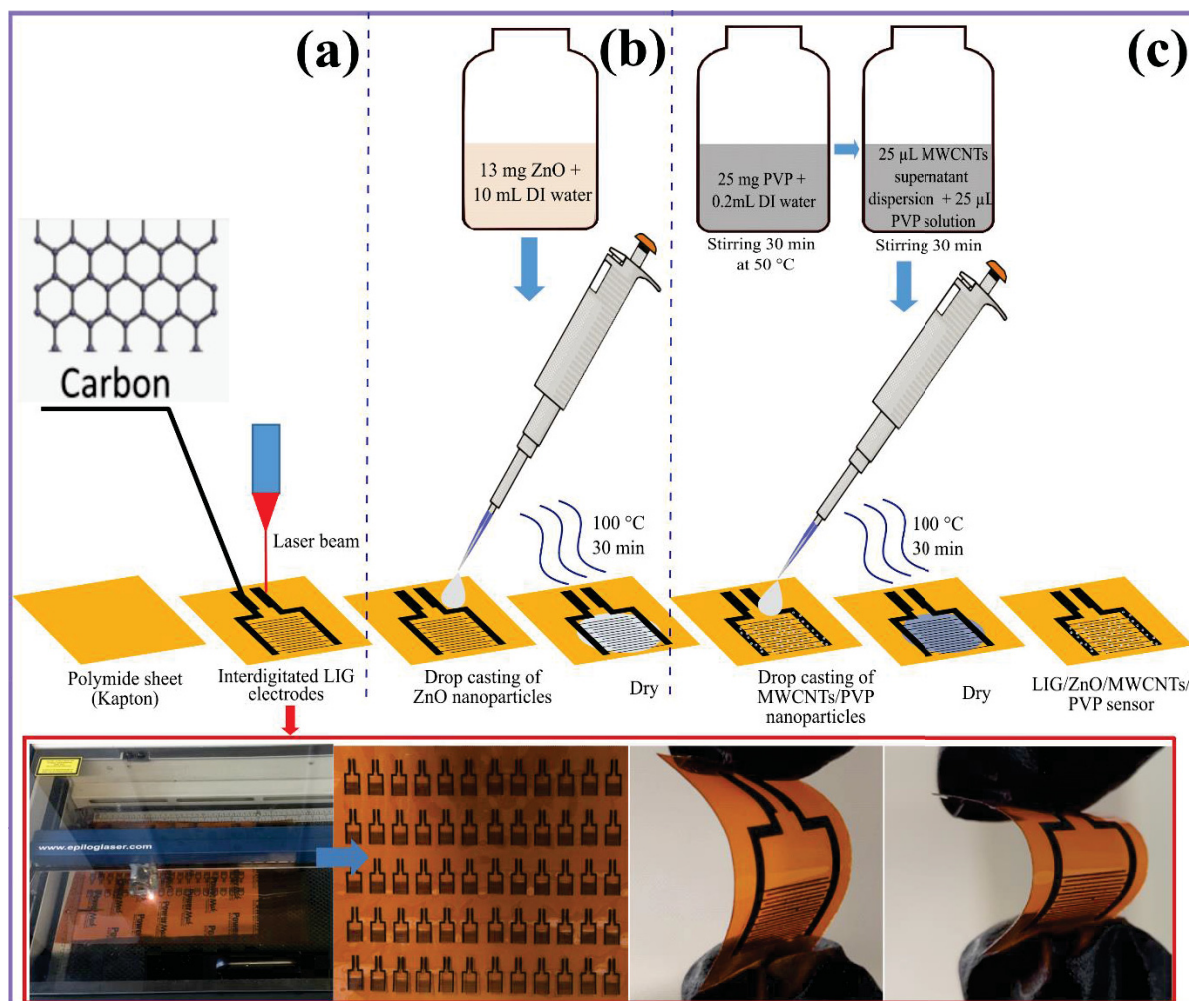 (a)
(b)
(c)
13 mg ZnO +
10 mL DI water
25 mg PVP +
0.2mL DI water
25 µL MWCNTs
supernatant
dispersion + 25 µL
PVP solution
Stirring 30 min
at 50 °C
Stirring 30 min
Carbon
Laser beam
100 °C
30 min
100 °C
30 min
Polymide sheet
(Kapton)
Interdigitated LIG
electrodes
Drop casting of
ZnO nanoparticles
Dry
Drop casting of
MWCNTs/PVP
nanoparticles
Dry
LIG/ZnO/MWCNTs/
PVP sensor
www.epiloglaser.com